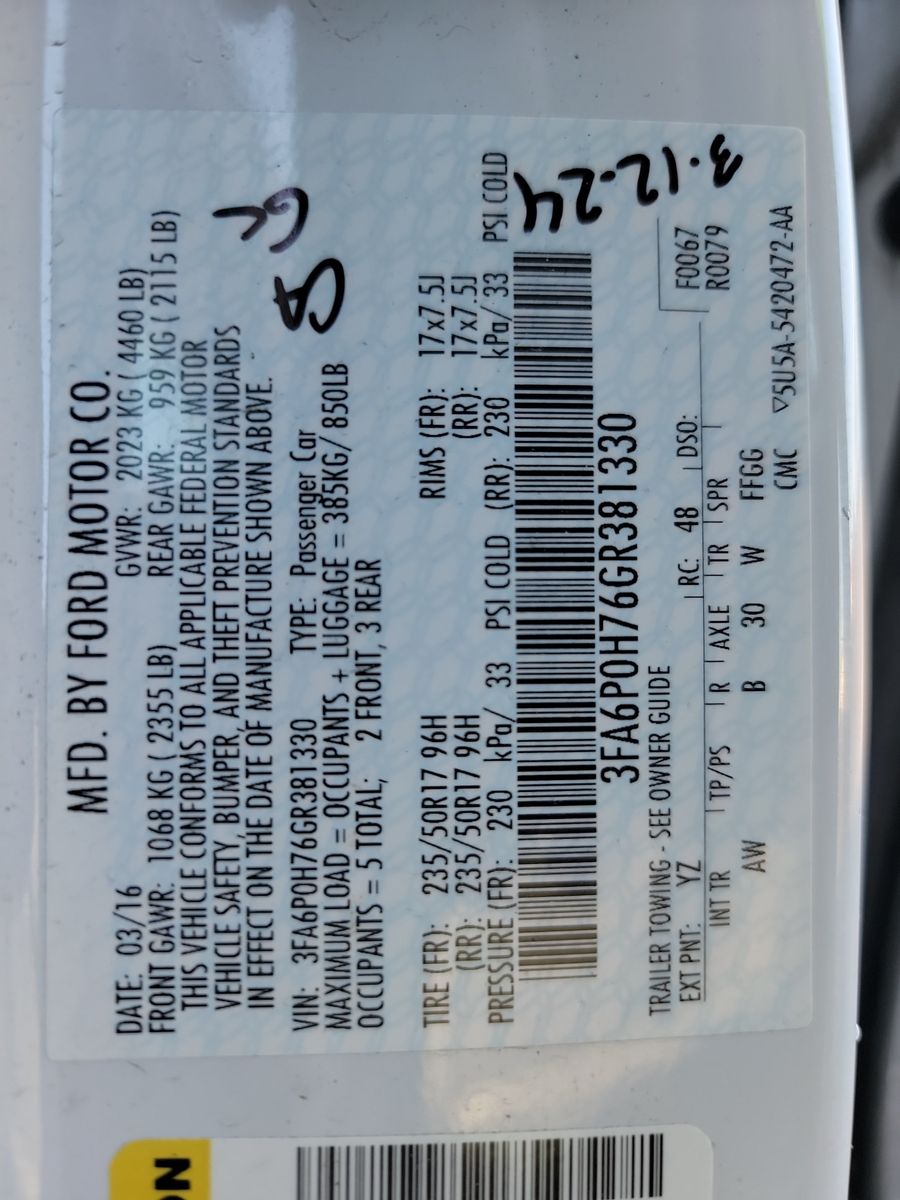 MFD. BY FORD MOTOR CO.
DATE: 03/16 GVWR: 2023 KG ( 4460 LB)
FRONT GAWR: 1068 KG ( 2355 LB) REAR GAWR: 959 KG ( 2115 LB)
THIS VEHICLE CONFORMS TO ALL APPLICABLE FEDERAL MOTOR
VEHICLE SAFETY, BUMPER, AND THEFT PREVENTION STANDARDS
IN EFFECT ON THE DATE OF MANUFACTURE SHOWN ABOVE.
VIN: 3FA6P0H76GR381330 TYPE: Passenger Car
MAXIMUM LOAD = OCCUPANTS + LUGGAGE = 385KG/ 850LB
OCCUPANTS = 5 TOTAL; 2 FRONT, 3 REAR
TIRE (FR): 235/50R17 96H RIMS (FR): 17x7.5J
(RR): 235/50R17 96H (RR): 17x7.5J
PRESSURE (FR): 230 kPa/ 33 PSI COLD (RR): 230 kPa/ 33 PSI COLD
3.12.24
3FA6P0H76GR381330
TRAILER TOWING - SEE OWNER GUIDE
F0067
R0079
EXT PNT: YZ RC: 48 DSO:
INT TR TP/PS R AXLE TR SPR
AW B 30 W FFGG
CMC ▽5U5A-5420472-AA